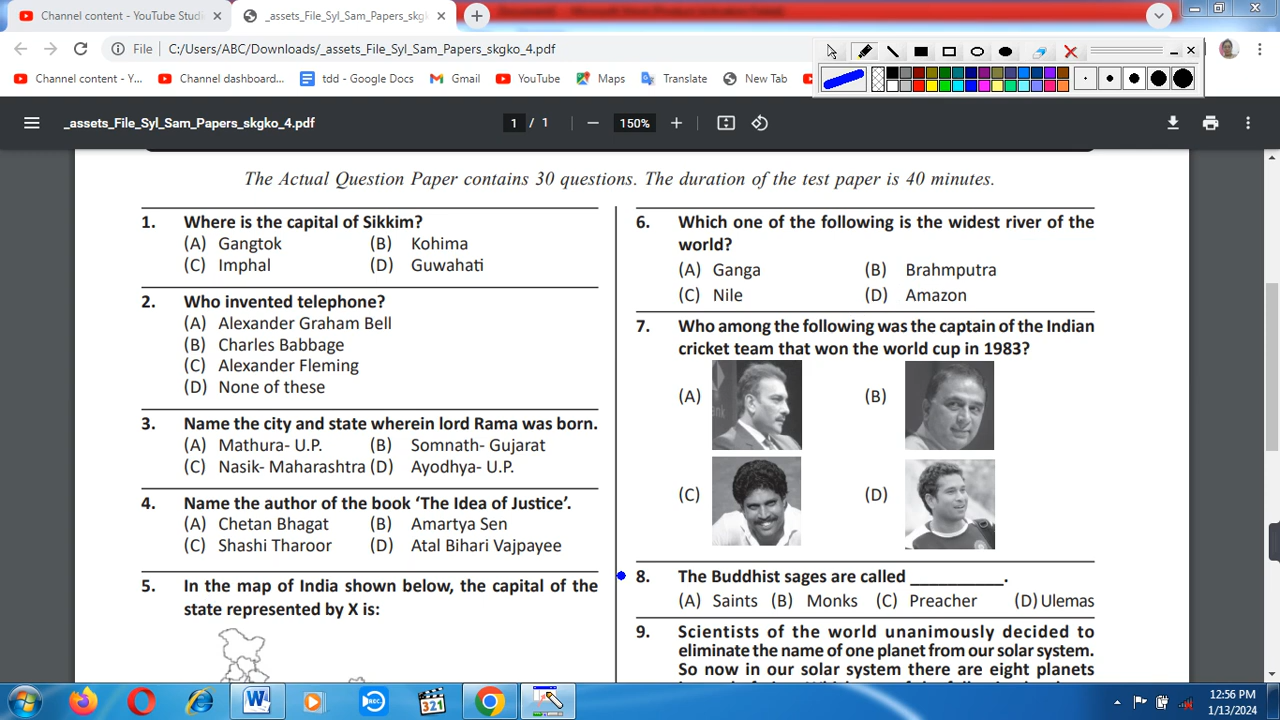 Channel content - YouTube Studi
_assets_File_Syl_Sam_Papers_skgko
File C:/Users/ABC/Downloads/_assets_File_Syl_Sam_Papers_skgko_4.pdf
Channel content - Y...
Channel dashboard...
tdd - Google Docs
Gmail
YouTube
Maps
Translate
New Tab
_assets_File_Syl_Sam_Papers_skgko_4.pdf
1 / 1
150%
The Actual Question Paper contains 30 questions. The duration of the test paper is 40 minutes.
1. Where is the capital of Sikkim?
(A) Gangtok (B) Kohima
(C) Imphal (D) Guwahati
2. Who invented telephone?
(A) Alexander Graham Bell
(B) Charles Babbage
(C) Alexander Fleming
(D) None of these
3. Name the city and state wherein lord Rama was born.
(A) Mathura- U.P. (B) Somnath- Gujarat
(C) Nasik- Maharashtra (D) Ayodhya- U.P.
4. Name the author of the book ‘The Idea of Justice’.
(A) Chetan Bhagat (B) Amartya Sen
(C) Shashi Tharoor (D) Atal Bihari Vajpayee
5. In the map of India shown below, the capital of the
state represented by X is:
6. Which one of the following is the widest river of the
world?
(A) Ganga (B) Brahmputra
(C) Nile (D) Amazon
7. Who among the following was the captain of the Indian
cricket team that won the world cup in 1983?
(A) (B)
(C) (D)
8. The Buddhist sages are called __________.
(A) Saints (B) Monks (C) Preacher (D) Ulemas
9. Scientists of the world unanimously decided to
eliminate the name of one planet from our solar system.
So now in our solar system there are eight planets
12:56 PM
1/13/2024